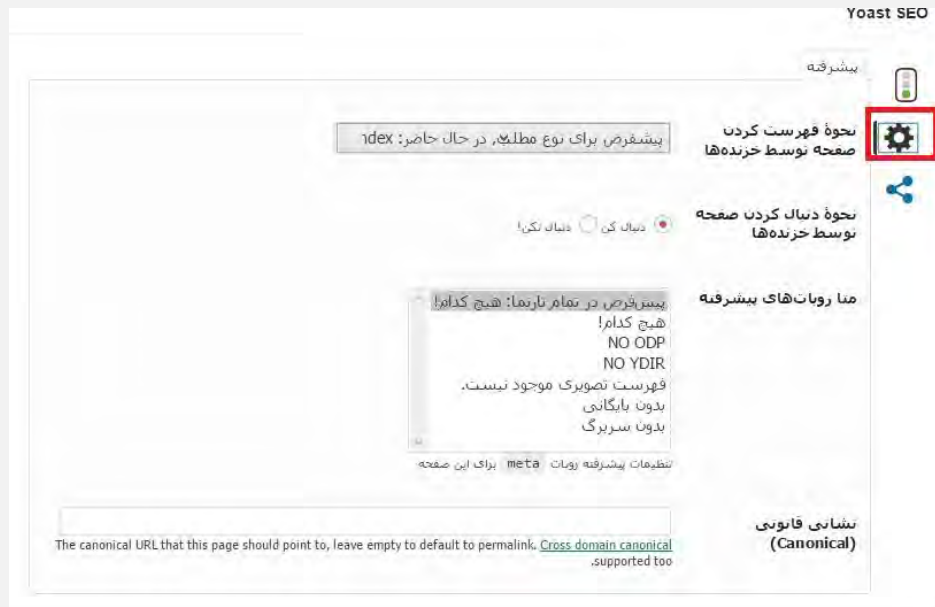 Yoast SEO
پیشرفته
نحوهٔ فهرست کردن
صفحه توسط خزنده‌ها
پیشفرض برای نوع مطلب, در حال حاضر:
نحوهٔ دنبال کردن صفحه
توسط خزنده‌ها
دنبال کن دنبال نکن!
متا روبات‌های پیشرفته
پیش‌فرض در تمام تارنما: هیچ کدام!
هیچ کدام!
NO ODP
NO YDIR
فهرست تصویری موجود نیست.
بدون بایگانی
بدون سربرگ
تنظیمات پیشرفته روبات meta برای این صفحه
نشانی قانونی
(Canonical)
The canonical URL that this page should point to, leave empty to default to permalink. Cross domain canonical
.supported too